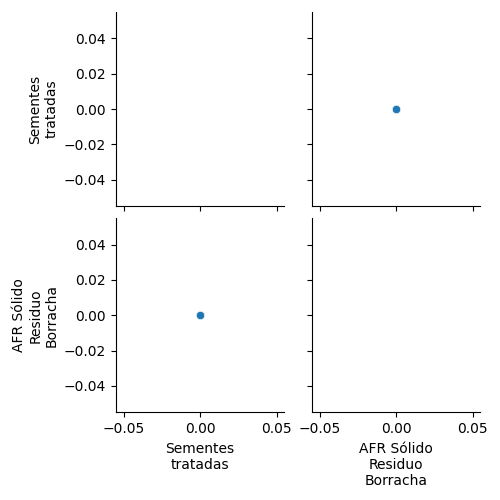 0.04
0.02
0.00
−0.02
−0.04
Sementes
tratadas
0.04
0.02
0.00
−0.02
−0.04
AFR Sólido
Residuo
Borracha
−0.05
0.00
0.05
Sementes
tratadas
−0.05
0.00
0.05
AFR Sólido
Residuo
Borracha